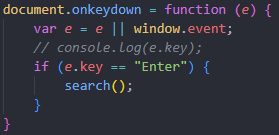 document.onkeydown = function (e) {
    var e = e || window.event;
    // console.log(e.key);
    if (e.key == "Enter") {
        search();
    }
}